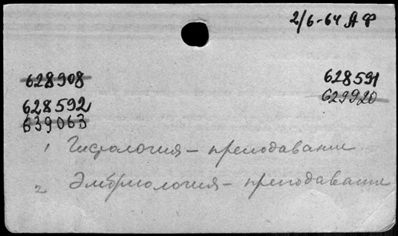 2/6-64 АФ
628908 628591
628592 629920
639063
1 Гистология – преподавание
2 Эмбриология – преподавание